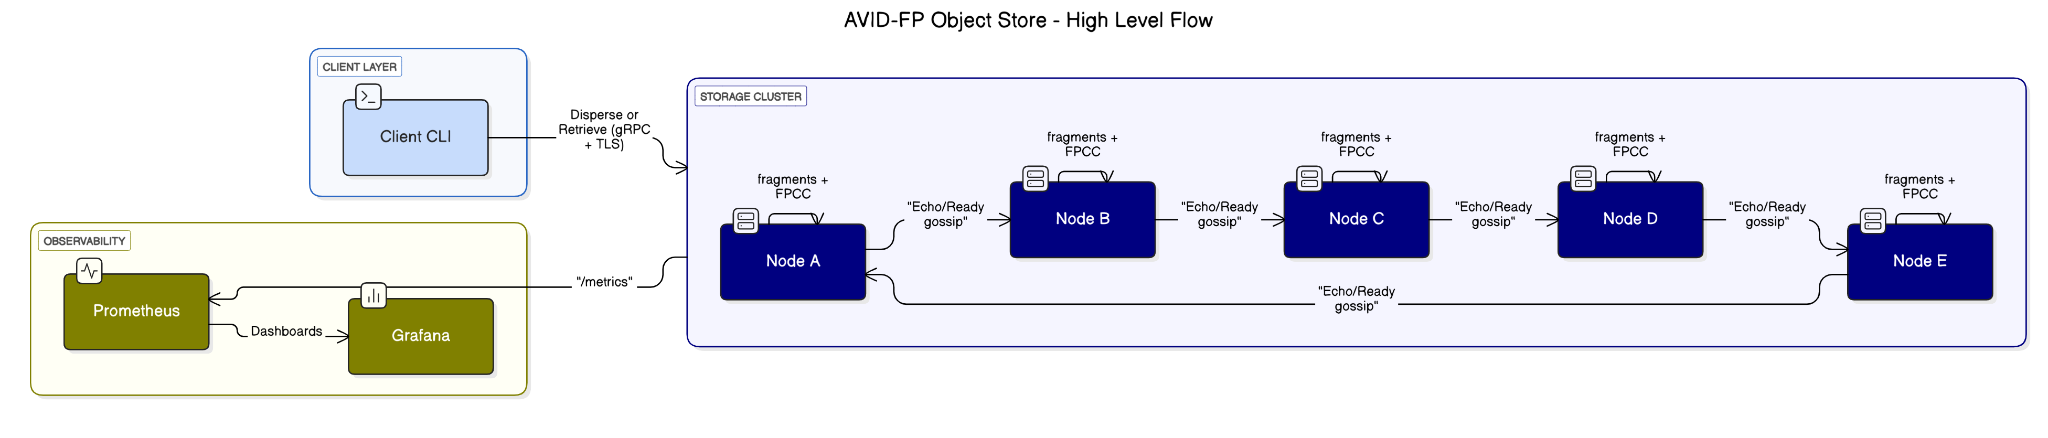 AVID-FP Object Store - High Level Flow
CLIENT LAYER
Client CLI
Disperse or
Retrieve (gRPC
+ TLS)
STORAGE CLUSTER
fragments +
FPCC
Node A
"Echo/Ready
gossip"
fragments +
FPCC
Node B
"Echo/Ready
gossip"
fragments +
FPCC
Node C
"Echo/Ready
gossip"
fragments +
FPCC
Node D
"Echo/Ready
gossip"
fragments +
FPCC
Node E
"Echo/Ready
gossip"
OBSERVABILITY
"/metrics"
Prometheus
Dashboards
Grafana